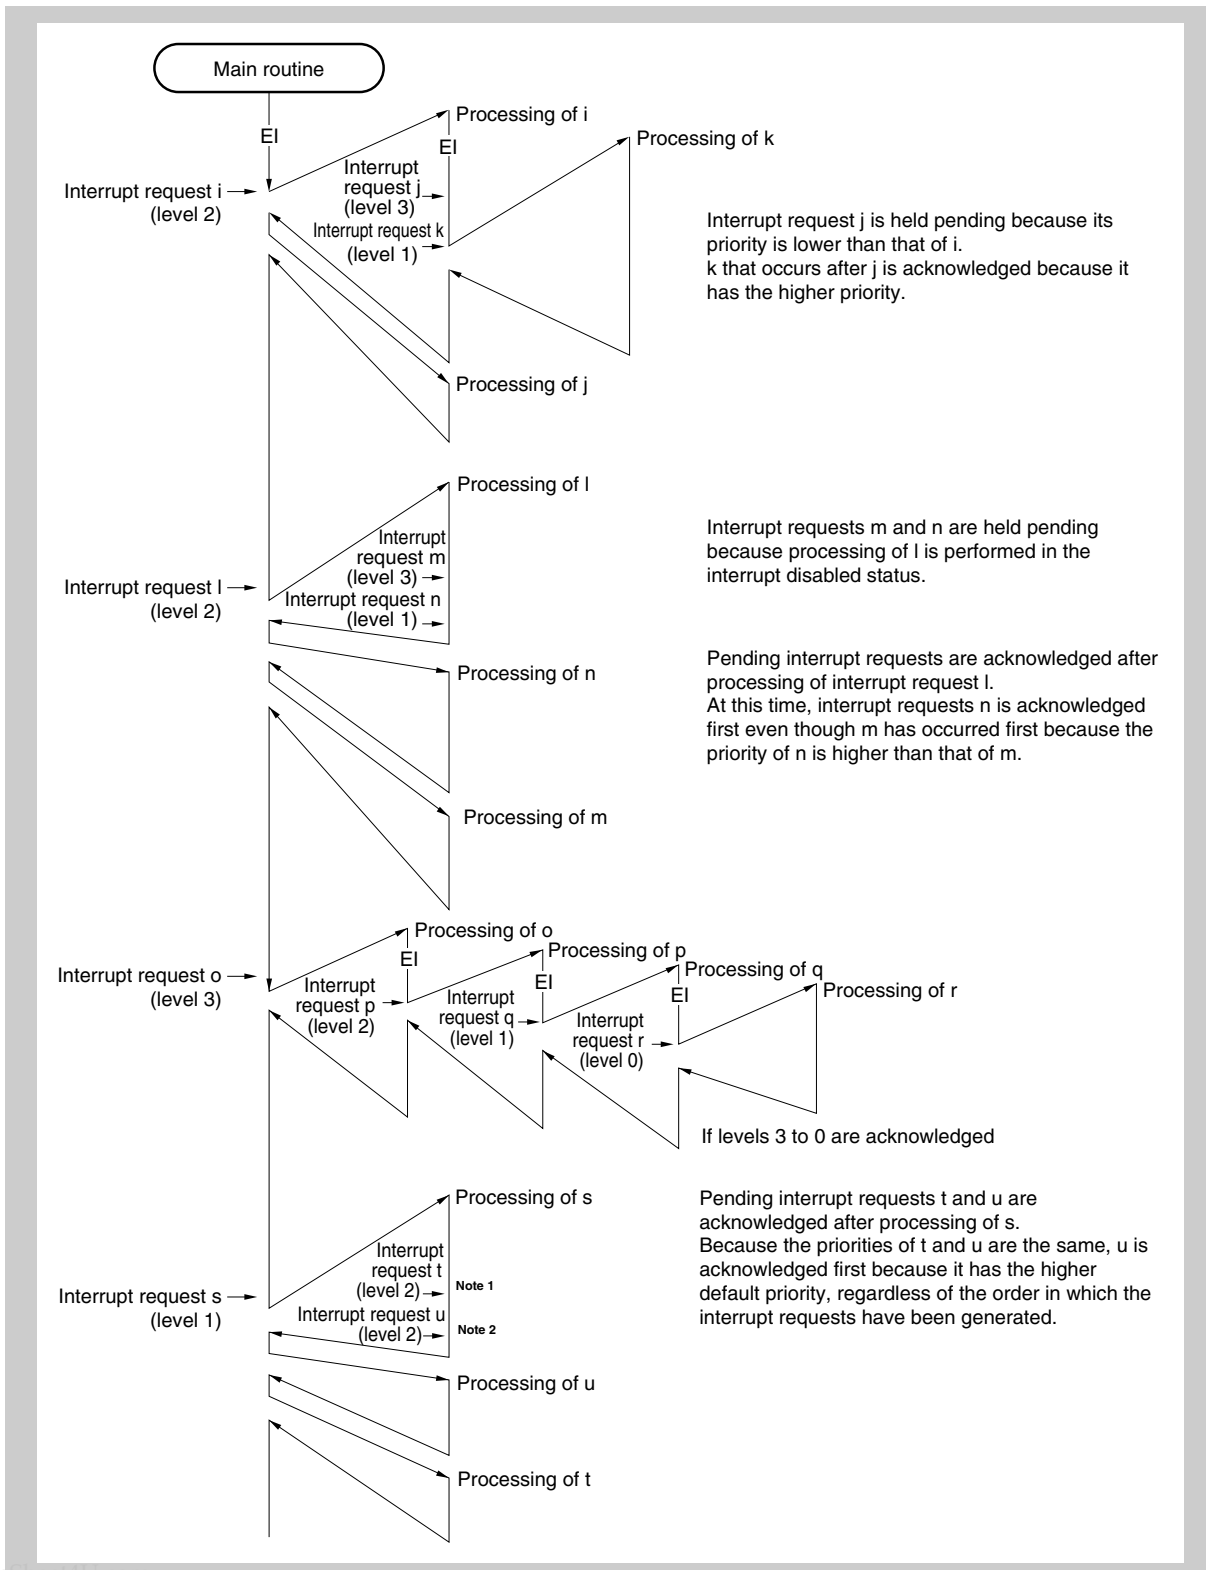 Main routine
EI
Processing of i
EI
Processing of k
Interrupt request i
(level 2)
Interrupt
request j
(level 3)
Interrupt request k
(level 1)
Interrupt request j is held pending because its
priority is lower than that of i.
k that occurs after j is acknowledged because it
has the higher priority.
Processing of j
Processing of l
Interrupt request l
(level 2)
Interrupt
request m
(level 3)
Interrupt request n
(level 1)
Interrupt requests m and n are held pending
because processing of l is performed in the
interrupt disabled status.
Processing of n
Pending interrupt requests are acknowledged after
processing of interrupt request l.
At this time, interrupt requests n is acknowledged
first even though m has occurred first because the
priority of n is higher than that of m.
Processing of m
Processing of o
EI
Processing of p
EI
Processing of q
EI
Processing of r
Interrupt request o
(level 3)
Interrupt
request p
(level 2)
Interrupt
request q
(level 1)
Interrupt
request r
(level 0)
If levels 3 to 0 are acknowledged
Processing of s
Interrupt request s
(level 1)
Interrupt
request t
(level 2)
Note 1
Interrupt request u
(level 2)
Note 2
Pending interrupt requests t and u are
acknowledged after processing of s.
Because the priorities of t and u are the same, u is
acknowledged first because it has the higher
default priority, regardless of the order in which the
interrupt requests have been generated.
Processing of u
Processing of t